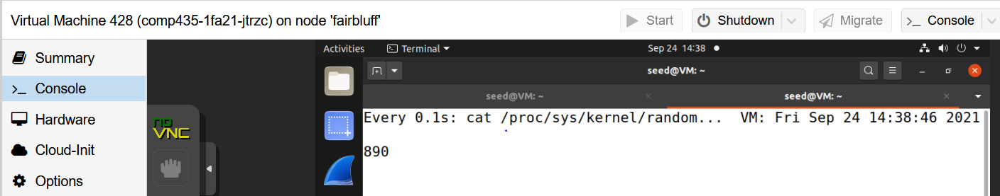 Virtual Machine 428 (comp435-1fa21-jtrzc) on node 'fairbluff'
Start
Shutdown
Migrate
>_ Console
Summary
>_ Console
Hardware
Cloud-Init
Options
no
VNC
Activities
Terminal
Sep 24 14:38
seed@VM: ~
seed@VM: ~
seed@VM: ~
Every 0.1s: cat /proc/sys/kernel/random... VM: Fri Sep 24 14:38:46 2021
890